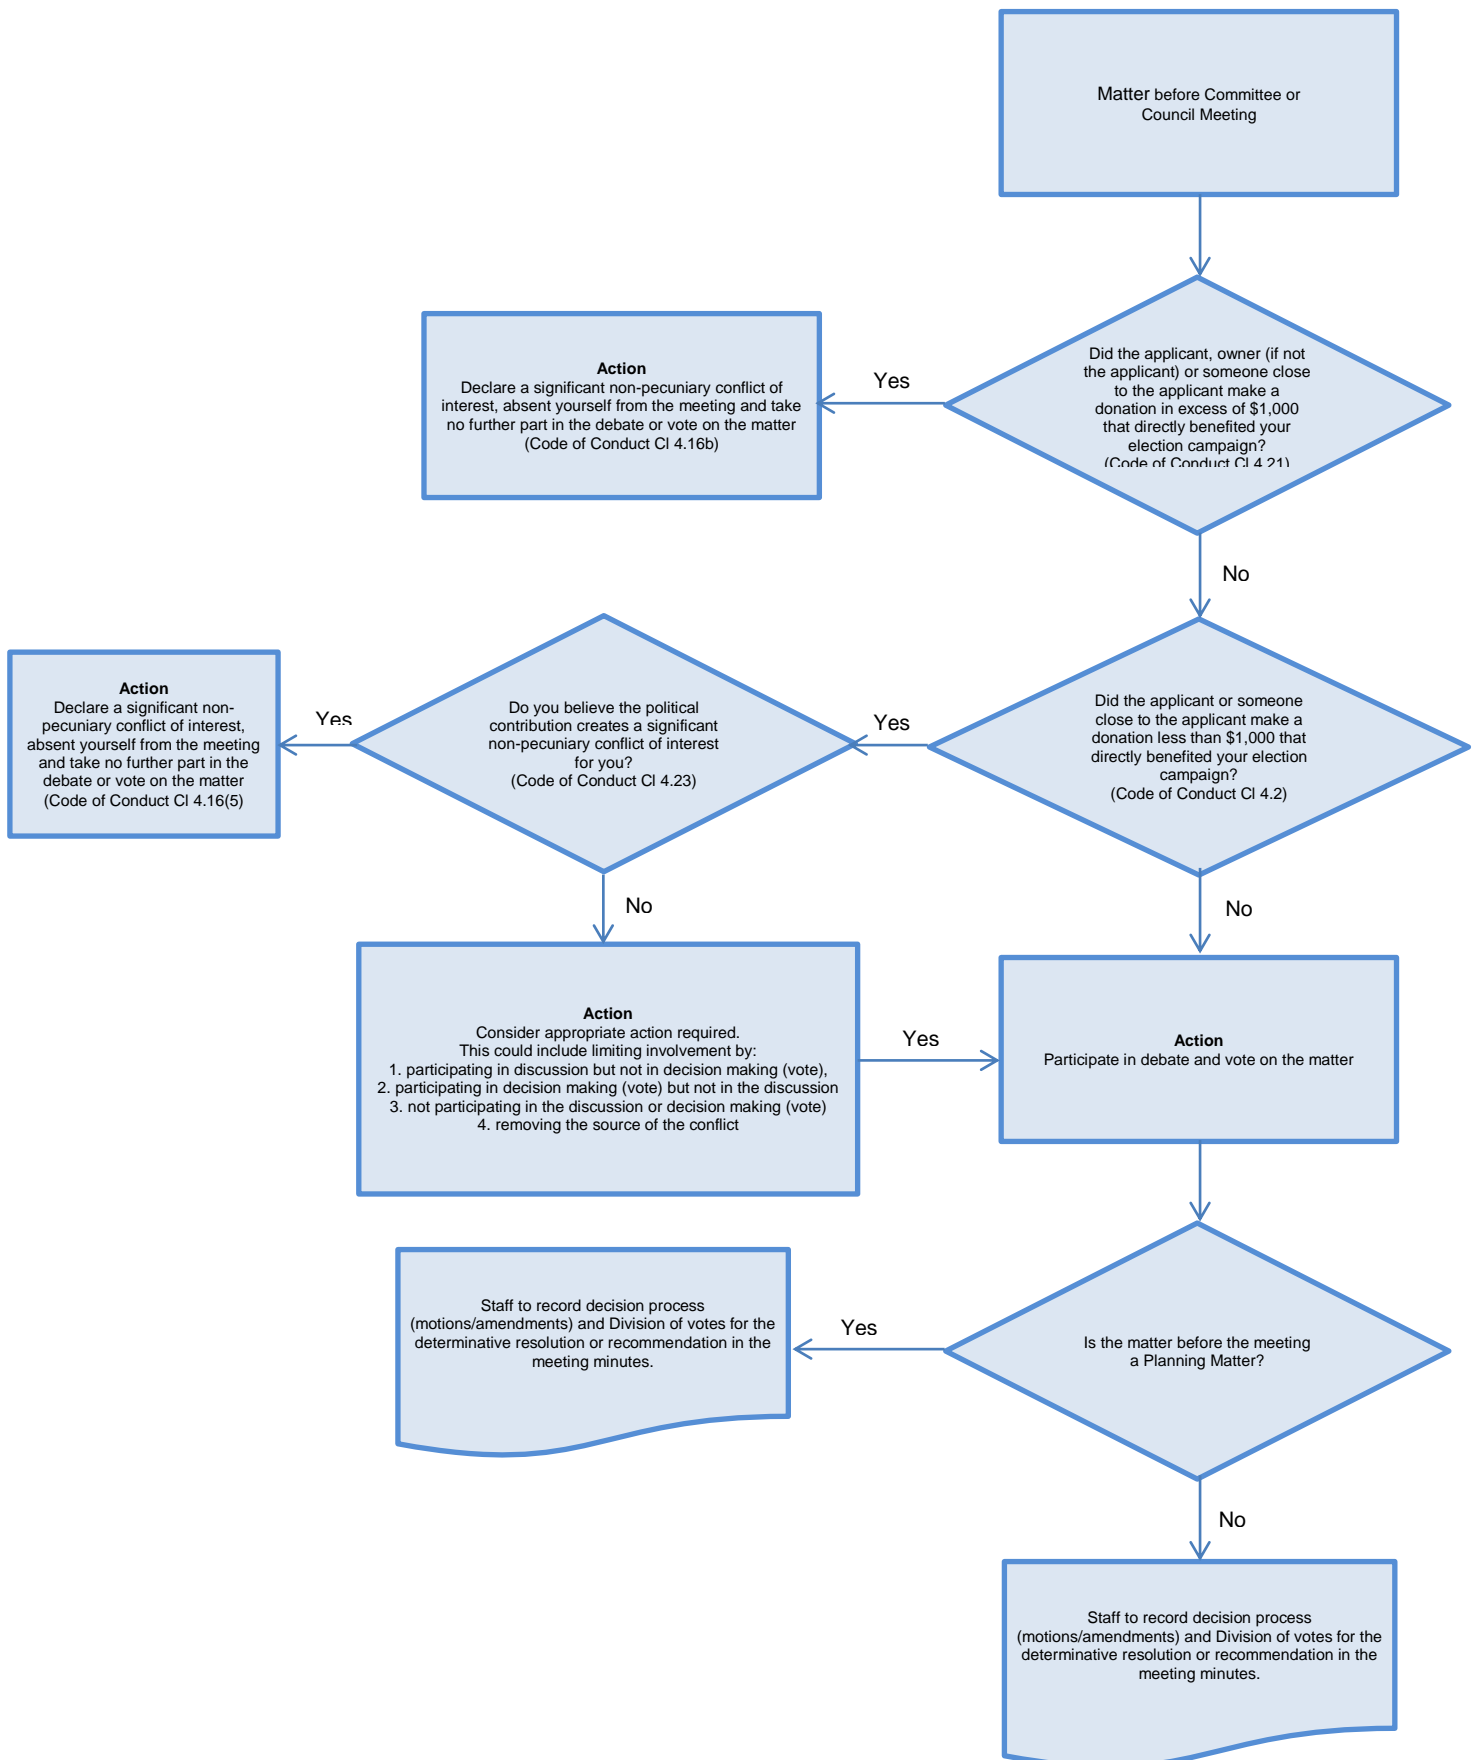 Matter before Committee or
Council Meeting
Did the applicant, owner (if not
the applicant) or someone close
to the applicant make a
donation in excess of $1,000
that directly benefited your
election campaign?
(Code of Conduct Cl 4.21)
Yes
Action
Declare a significant non-pecuniary conflict of
interest, absent yourself from the meeting and take
no further part in the debate or vote on the matter
(Code of Conduct Cl 4.16b)
No
Did the applicant or someone
close to the applicant make a
donation less than $1,000 that
directly benefited your election
campaign?
(Code of Conduct Cl 4.2)
Yes
Do you believe the political
contribution creates a significant
non-pecuniary conflict of interest
for you?
(Code of Conduct Cl 4.23)
Yes
Action
Declare a significant non-
pecuniary conflict of interest,
absent yourself from the meeting
and take no further part in the
debate or vote on the matter
(Code of Conduct Cl 4.16(5)
No
No
Action
Consider appropriate action required.
This could include limiting involvement by:
1. participating in discussion but not in decision making (vote),
2. participating in decision making (vote) but not in the discussion
3. not participating in the discussion or decision making (vote)
4. removing the source of the conflict
Yes
Action
Participate in debate and vote on the matter
Is the matter before the meeting
a Planning Matter?
Yes
Staff to record decision process
(motions/amendments) and Division of votes for the
determinative resolution or recommendation in the
meeting minutes.
No
Staff to record decision process
(motions/amendments) and Division of votes for the
determinative resolution or recommendation in the
meeting minutes.